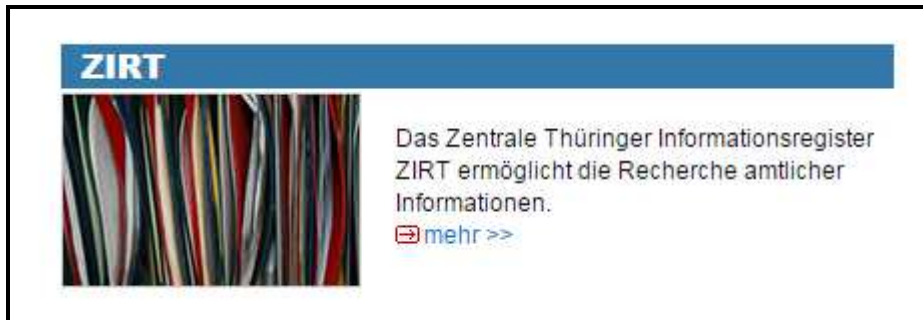 ZIRT
Das Zentrale Thüringer Informationsregister
ZIRT ermöglicht die Recherche amtlicher
Informationen.
mehr >>